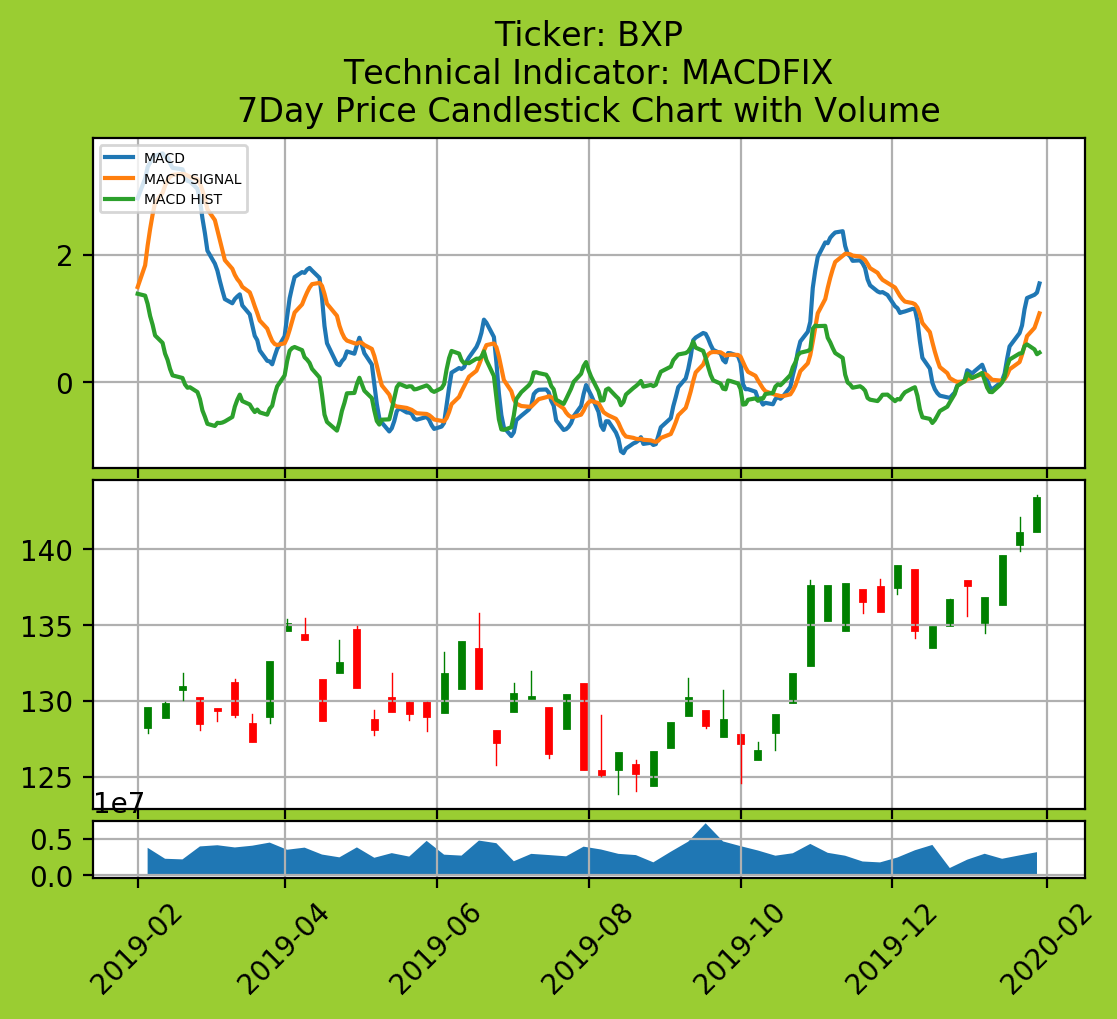 Ticker: BXP
Technical Indicator: MACDFIX
7Day Price Candlestick Chart with Volume
MACD
MACD SIGNAL
MACD HIST
2
0
140
135
130
125
1e7
0.5
0.0
2019-02
2019-04
2019-06
2019-08
2019-10
2019-12
2020-02